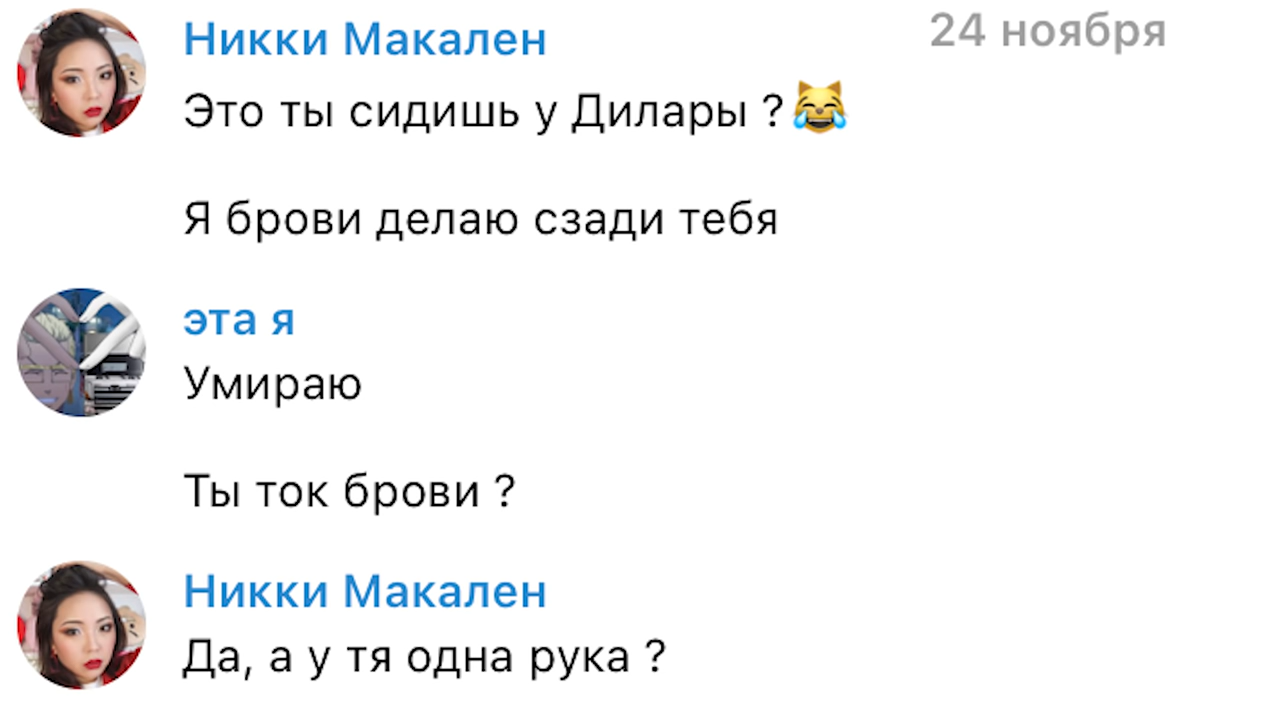 Никки Макален
24 ноября
Это ты сидишь у Дилары ?😹
Я брови делаю сзади тебя
эта я
Умираю
Ты ток брови ?
Никки Макален
Да, а у тя одна рука ?